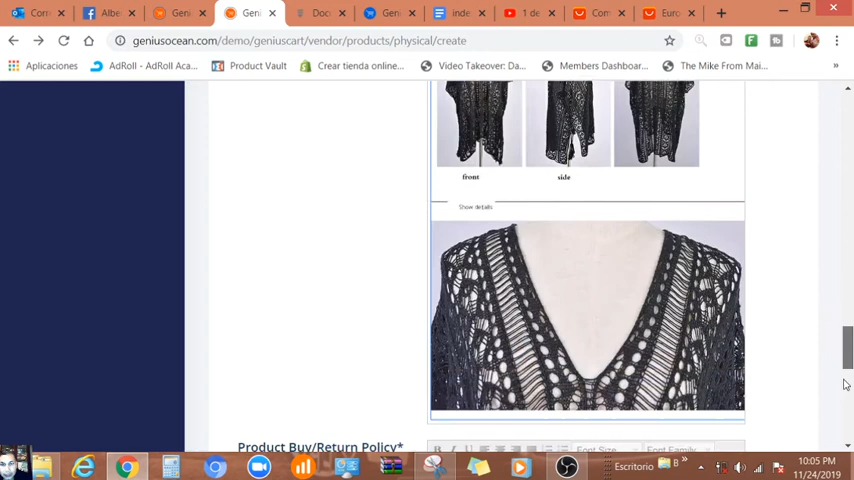 Corr
Albe
Geni
Geni
Doc
Geni
inde
1 de
Com
Euro
geniusocean.com/demo/geniuscart/vendor/products/physical/create
Aplicaciones
AdRoll - AdRoll Aca...
Product Vault
Crear tienda online...
Video Takeover: Da...
Members Dashboard
The Mike From Mai...
front
side
Show details
Product Buy/Return Policy*
B I U
Font Size...
Font Family...
Escritorio
B
10:05 PM
11/24/2019